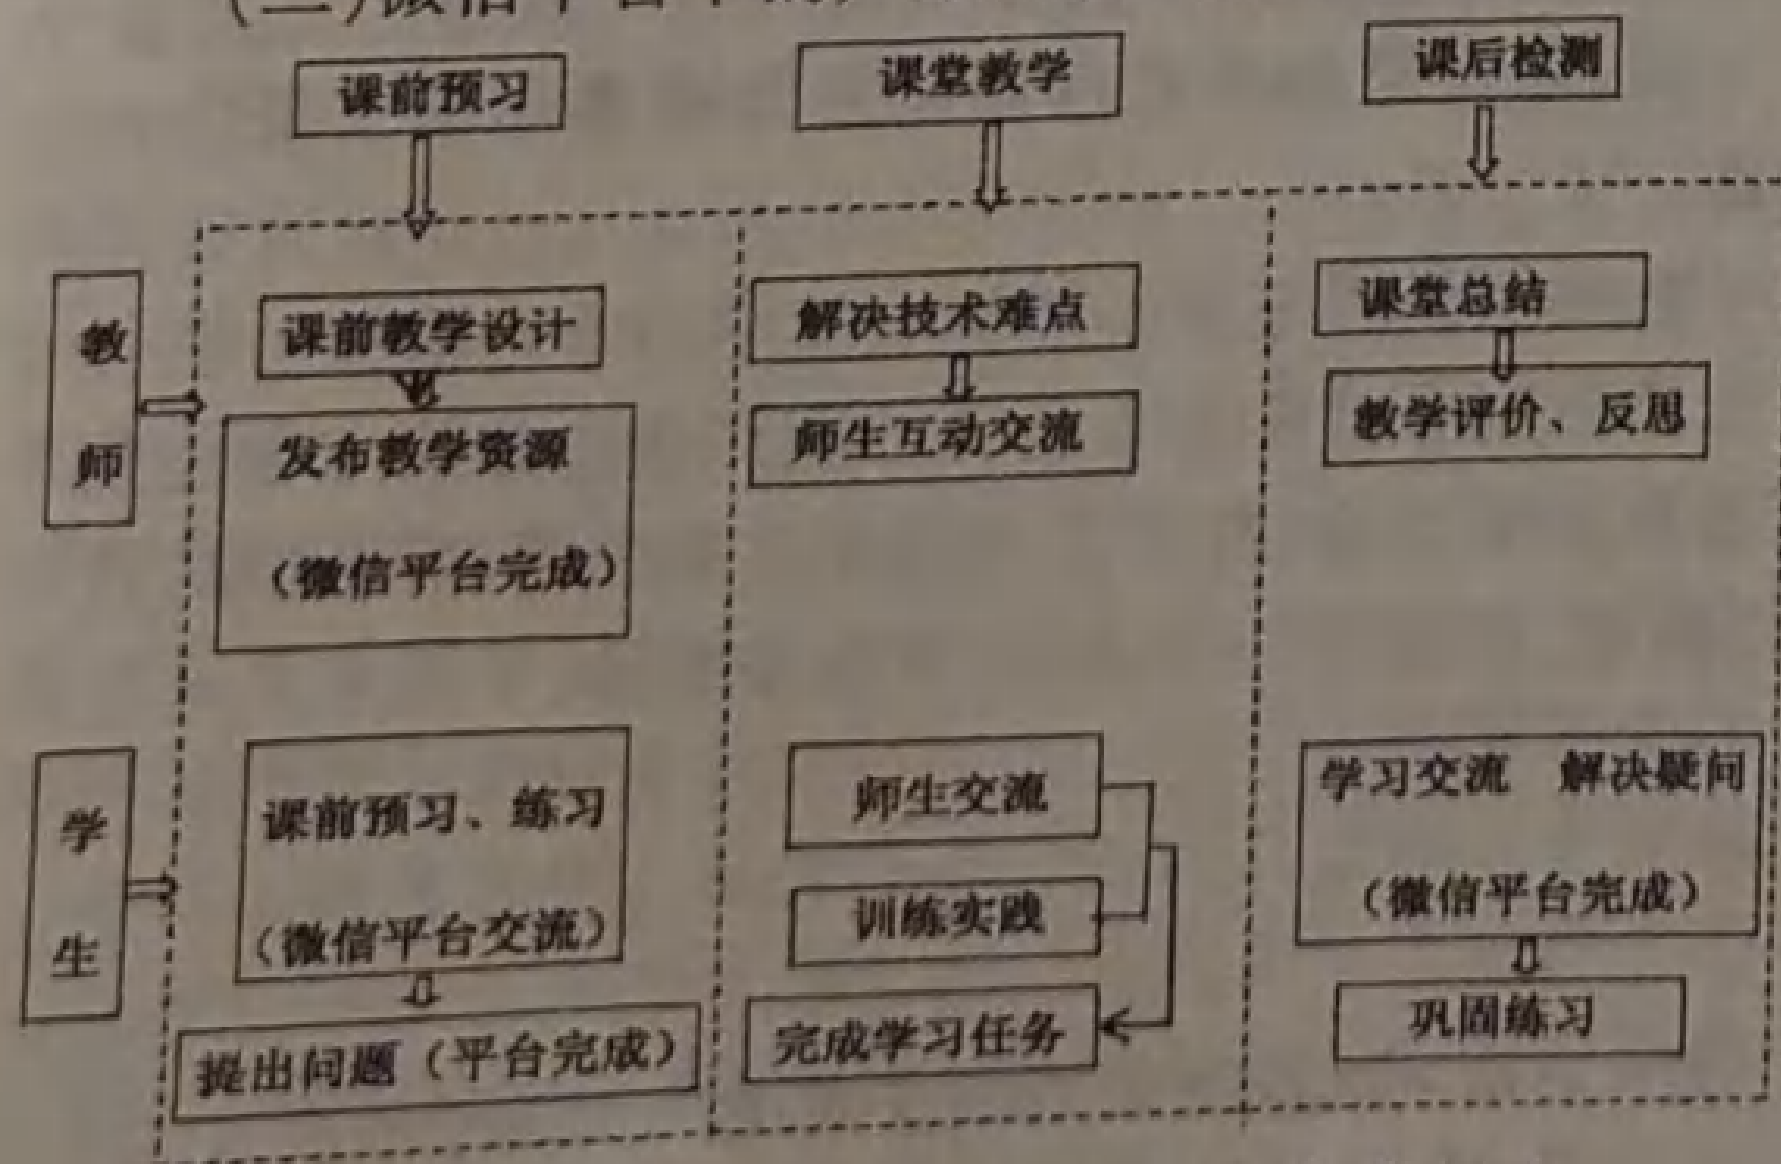 (二)微信平台
课前预习
课堂教学
课后检测
教师
课前教学设计
发布教学资源
（微信平台完成）
解决技术难点
师生互动交流
课堂总结
教学评价、反思
学生
课前预习、练习
（微信平台交流）
提出问题（平台完成）
师生交流
训练实践
完成学习任务
学习交流 解决疑问
（微信平台完成）
巩固练习